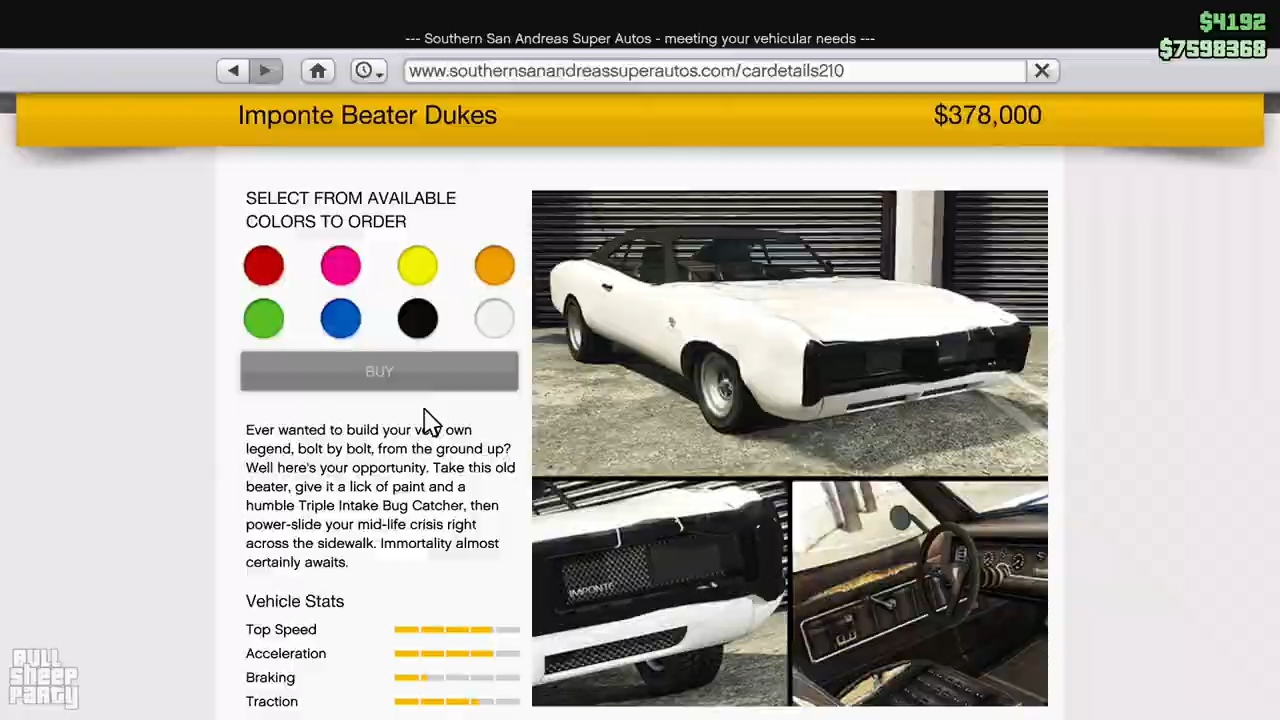 $4192
--- Southern San Andreas Super Autos - meeting your vehicular needs ---
$7598368
www.southernsanandreassuperautos.com/cardetails210
Imponte Beater Dukes
$378,000
SELECT FROM AVAILABLE
COLORS TO ORDER
BUY
Ever wanted to build your very own
legend, bolt by bolt, from the ground up?
Well here's your opportunity. Take this old
beater, give it a lick of paint and a
humble Triple Intake Bug Catcher, then
power-slide your mid-life crisis right
across the sidewalk. Immortality almost
certainly awaits.
Vehicle Stats
Top Speed
Acceleration
Braking
Traction
IMPONTE
BULL
SHEEP
PARTY